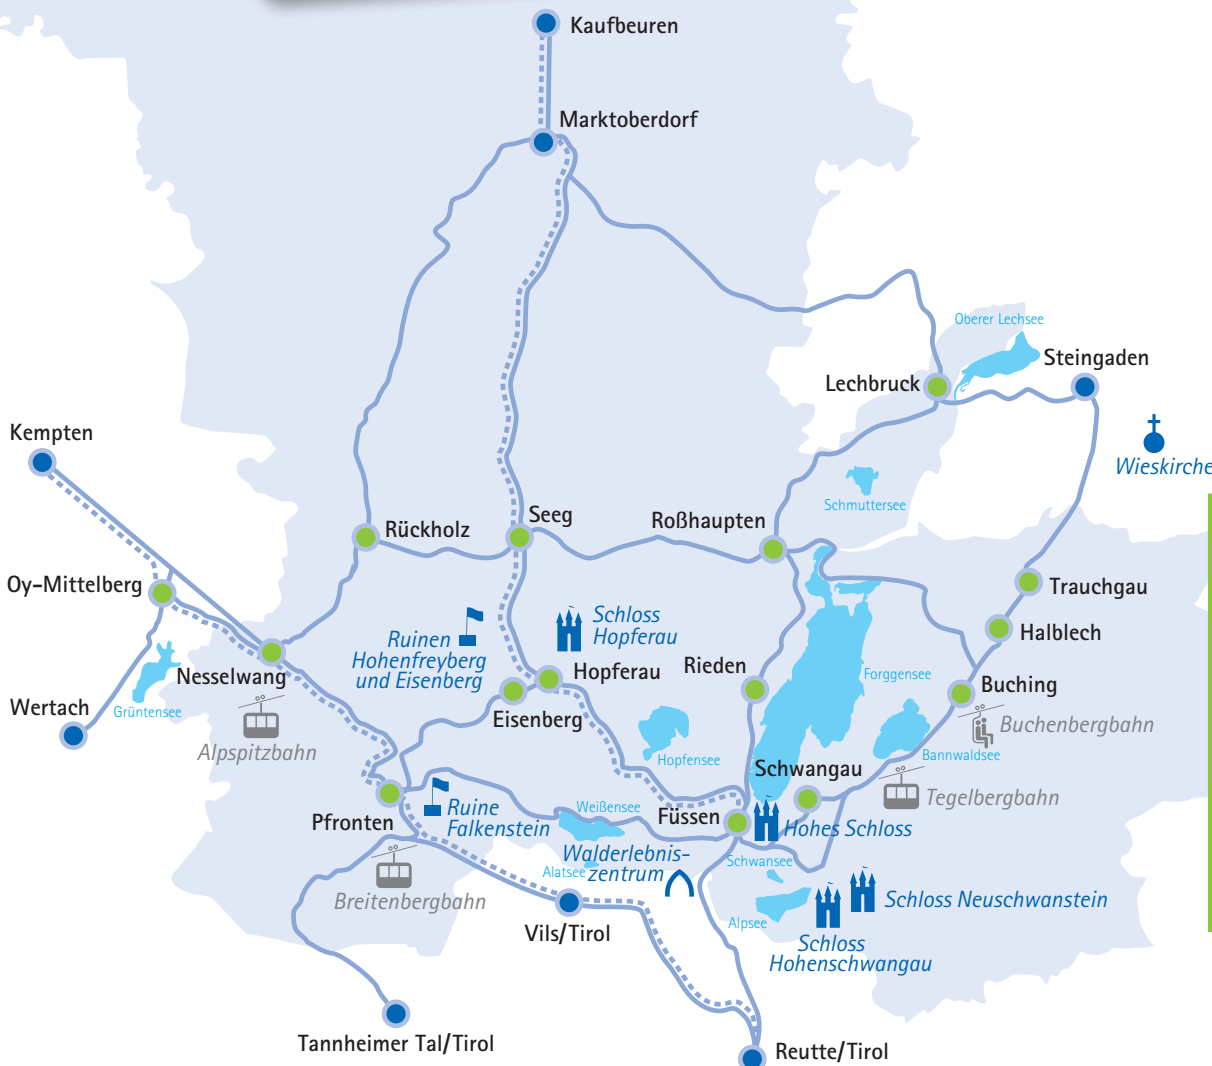 Kaufbeuren
Marktoberdorf
Oberer Lechsee
Steingaden
Lechbruck
Kempten
Wieskirche
Schmuttersee
Rückholz
Seeg
Roßhaupten
Oy-Mittelberg
Trauchgau
Schloss
Hopferau
Halblech
Ruinen
Hohenfreyberg
und Eisenberg
Nesselwang
Hopferau
Rieden
Forggensee
Buching
Wertach
Grüntensee
Eisenberg
Buchenbergbahn
Alpspitzbahn
Hopfensee
Bannwaldsee
Schwangau
Tegelbergbahn
Pfronten
Ruine
Falkenstein
Weißensee
Füssen
Hohes Schloss
Walderlebnis-
zentrum
Schwansee
Alatsee
Breitenbergbahn
Schloss Neuschwanstein
Alpsee
Vils/Tirol
Schloss
Hohenschwangau
Tannheimer Tal/Tirol
Reutte/Tirol